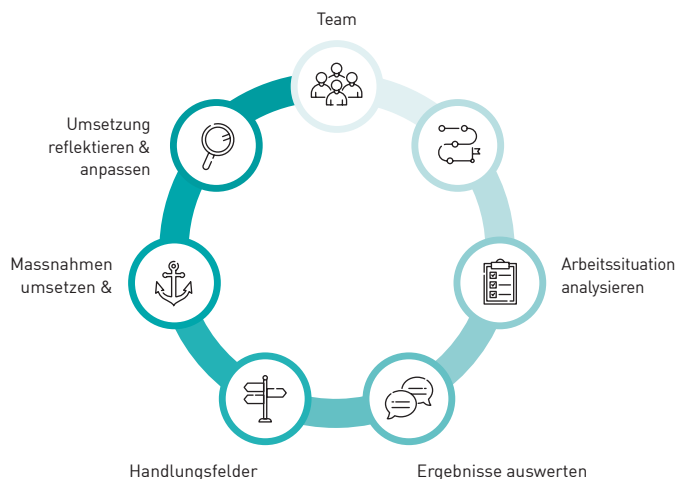 Team
Umsetzung
reflektieren &
anpassen
Massnahmen
umsetzen &
Arbeitssituation
analysieren
Handlungsfelder
Ergebnisse auswerten